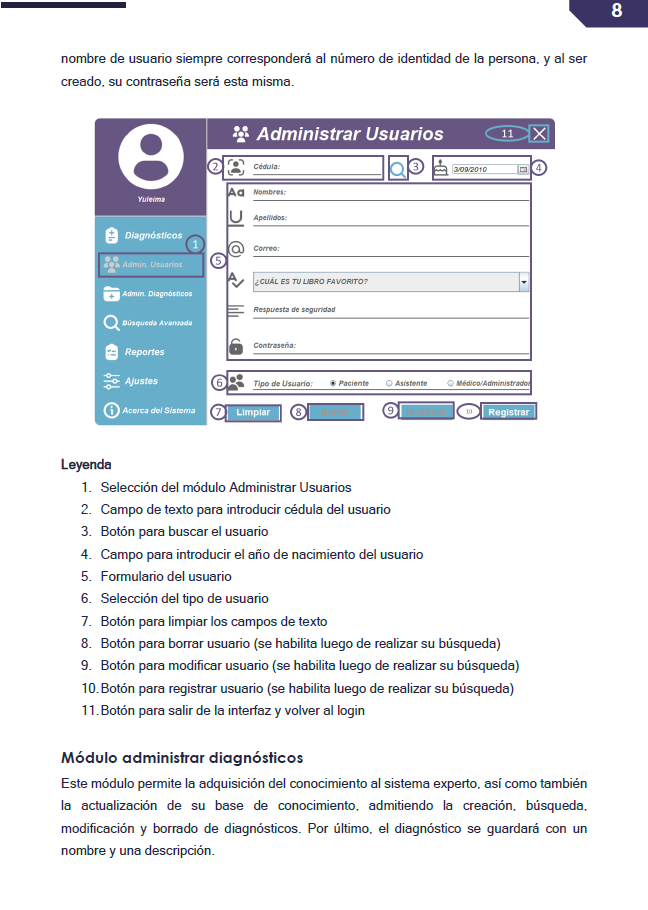 8
nombre de usuario siempre corresponderá al número de identidad de la persona, y al ser
creado, su contraseña será esta misma.
Administrar Usuarios
11
2
Cédula:
3
3/09/2010
4
Yuleima
Aa
Nombres:
Apellidos:
Diagnósticos
1
@
Correo:
Admin. Usuarios
5
¿CUÁL ES TU LIBRO FAVORITO?
Admin. Diagnósticos
Respuesta de seguridad
Búsqueda Avanzada
Contraseña:
Reportes
Ajustes
6
Tipo de Usuario:
Paciente
Asistente
Médico/Administrador
Acerca del Sistema
7
Limpiar
8
9
10
Registrar
Leyenda
1. Selección del módulo Administrar Usuarios
2. Campo de texto para introducir cédula del usuario
3. Botón para buscar el usuario
4. Campo para introducir el año de nacimiento del usuario
5. Formulario del usuario
6. Selección del tipo de usuario
7. Botón para limpiar los campos de texto
8. Botón para borrar usuario (se habilita luego de realizar su búsqueda)
9. Botón para modificar usuario (se habilita luego de realizar su búsqueda)
10. Botón para registrar usuario (se habilita luego de realizar su búsqueda)
11. Botón para salir de la interfaz y volver al login
Módulo administrar diagnósticos
Este módulo permite la adquisición del conocimiento al sistema experto, así como también
la actualización de su base de conocimiento, admitiendo la creación, búsqueda,
modificación y borrado de diagnósticos. Por último, el diagnóstico se guardará con un
nombre y una descripción.